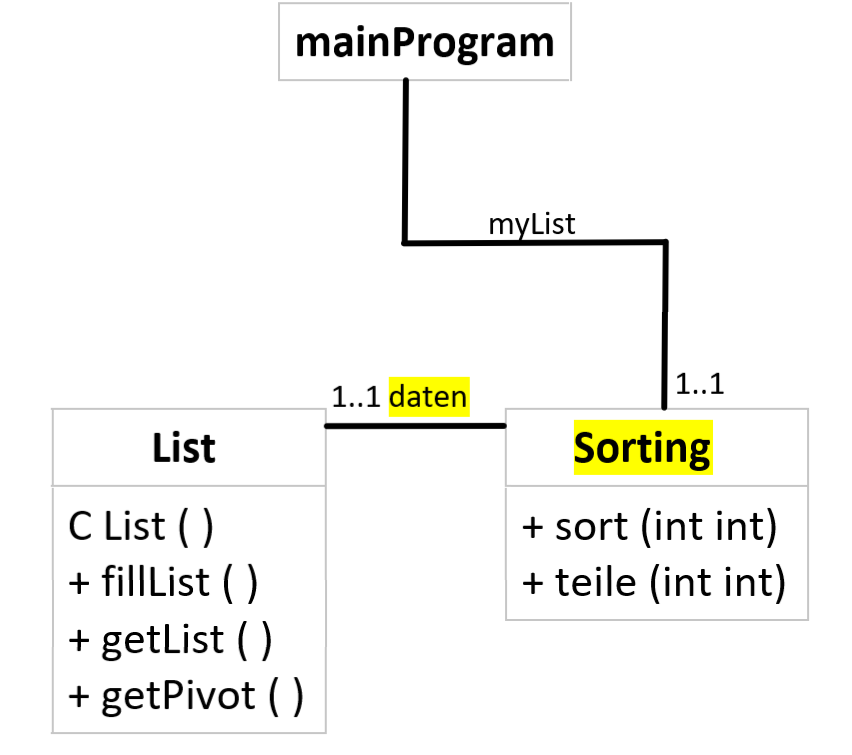 mainProgram
myList
1..1
1..1 daten
List
C List ( )
+ fillList ( )
+ getList ( )
+ getPivot ( )
Sorting
+ sort (int int)
+ teile (int int)